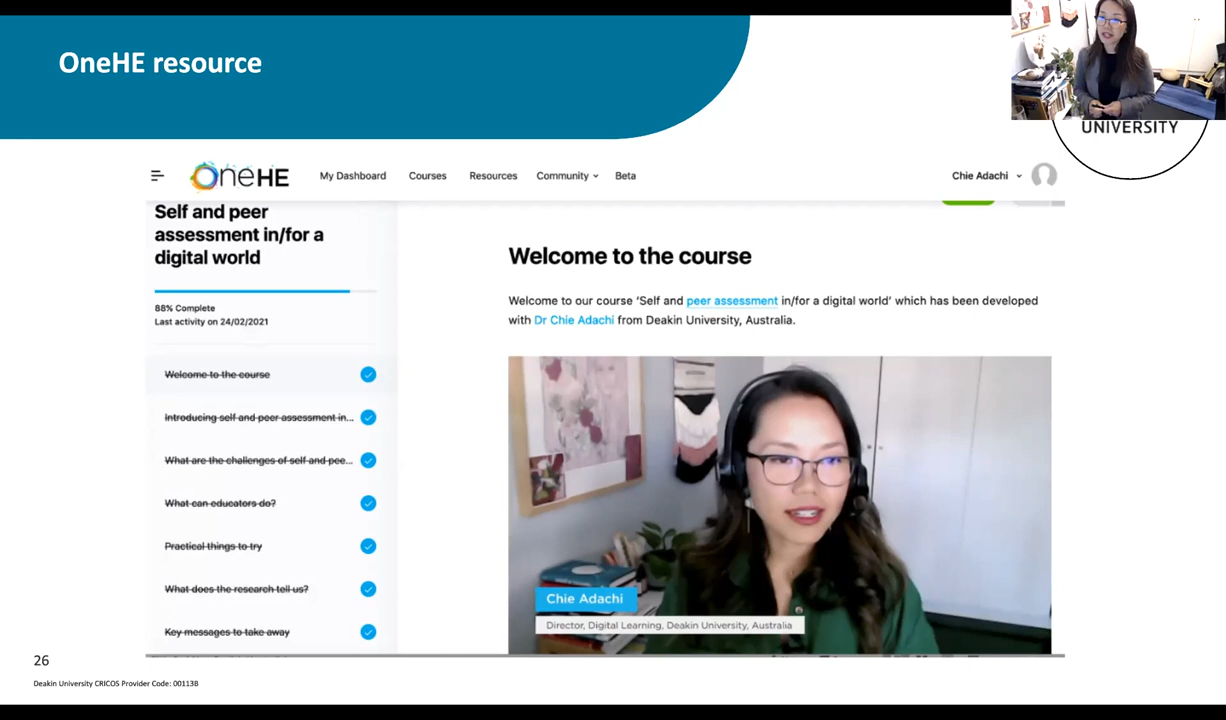 OneHE resource
UNIVERSITY
OneHE
My Dashboard
Courses
Resources
Community
Beta
Chie Adachi
Self and peer
assessment in/for a
digital world
88% Complete
Last activity on 24/02/2021
Welcome to the course
Introducing self and peer assessment in...
What are the challenges of self and pee...
What can educators do?
Practical things to try
What does the research tell us?
Key messages to take away
Welcome to the course
Welcome to our course ‘Self and peer assessment in/for a digital world’ which has been developed
with Dr Chie Adachi from Deakin University, Australia.
Chie Adachi
Director, Digital Learning, Deakin University, Australia
26
Deakin University CRICOS Provider Code: 00113B